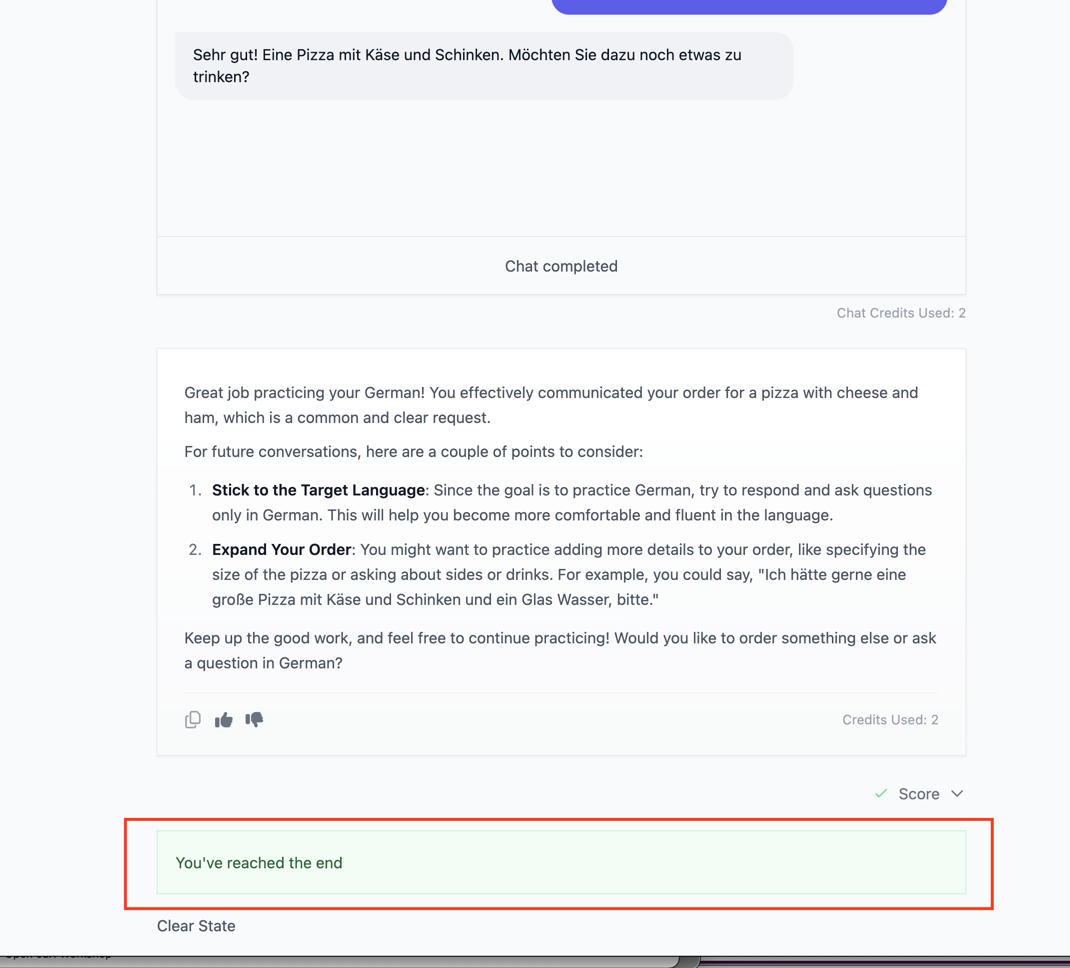 Sehr gut! Eine Pizza mit Käse und Schinken. Möchten Sie dazu noch etwas zu
trinken?
Chat completed
Chat Credits Used: 2
Great job practicing your German! You effectively communicated your order for a pizza with cheese and
ham, which is a common and clear request.
For future conversations, here are a couple of points to consider:
1. Stick to the Target Language: Since the goal is to practice German, try to respond and ask questions
only in German. This will help you become more comfortable and fluent in the language.
2. Expand Your Order: You might want to practice adding more details to your order, like specifying the
size of the pizza or asking about sides or drinks. For example, you could say, "Ich hätte gerne eine
große Pizza mit Käse und Schinken und ein Glas Wasser, bitte."
Keep up the good work, and feel free to continue practicing! Would you like to order something else or ask
a question in German?
Credits Used: 2
Score
You've reached the end
Clear State